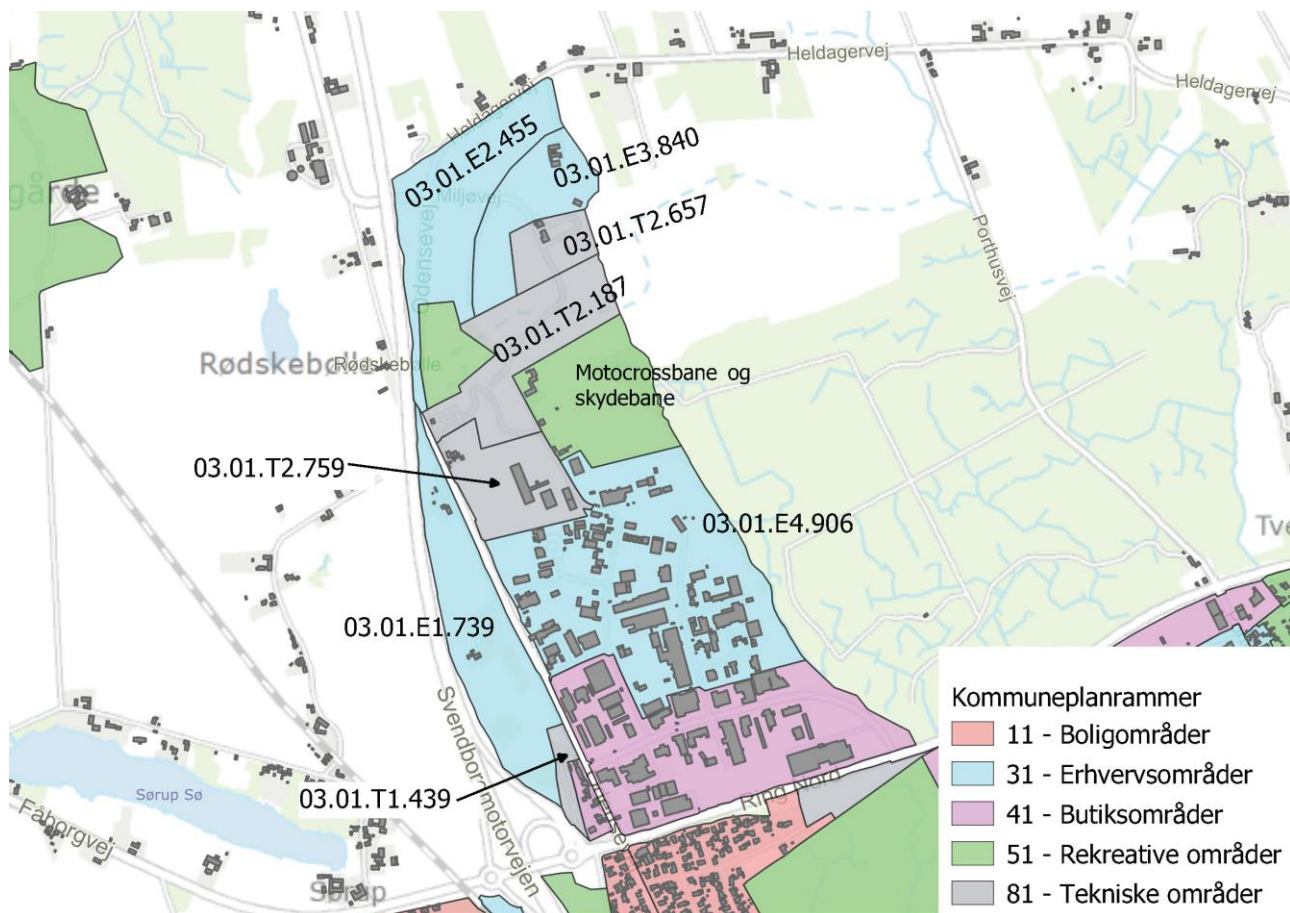 Heldagervej
Heldagervej
Heldagervej
03.01.E2.455
03.01.E3.840
Miljøvej
03.01.T2.657
Odensevej
Porthusvej
03.01.T2.187
Rødskebølle
Rødskebølle
Motocrossbane og
skydebane
03.01.T2.759
03.01.E4.906
Tve
03.01.E1.739
Svendborgmotorvejen
03.01.T1.439
Ring Nord
Sørup Sø
Fåborgvej
Sørup
Kommuneplanrammer
11 - Boligområder
31 - Erhvervsområder
41 - Butiksområder
51 - Rekreative områder
81 - Tekniske områder